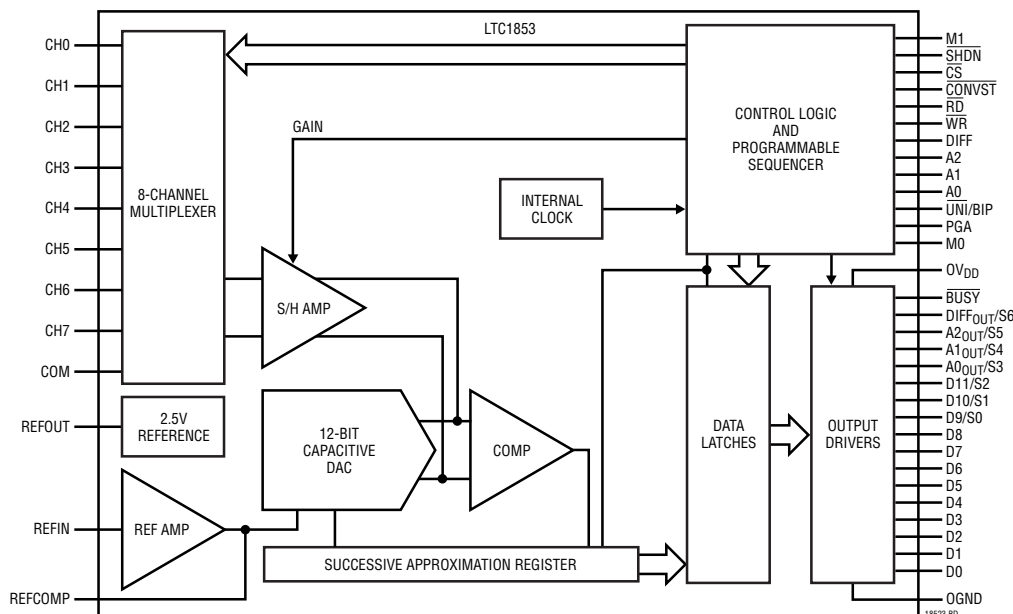 LTC1853
CH0
CH1
CH2
CH3
CH4
CH5
CH6
CH7
COM
REFOUT
REFIN
REFCOMP
8-CHANNEL
MULTIPLEXER
2.5V
REFERENCE
REF AMP
GAIN
S/H AMP
12-BIT
CAPACITIVE
DAC
COMP
SUCCESSIVE APPROXIMATION REGISTER
INTERNAL
CLOCK
CONTROL LOGIC
AND
PROGRAMMABLE
SEQUENCER
DATA
LATCHES
OUTPUT
DRIVERS
M1
SHDN
CS
CONVST
RD
WR
DIFF
A2
A1
A0
UNI/BIP
PGA
M0
OVDD
BUSY
DIFFOUT/S6
A2OUT/S5
A1OUT/S4
A0OUT/S3
D11/S2
D10/S1
D9/S0
D8
D7
D6
D5
D4
D3
D2
D1
D0
OGND
18523 BD